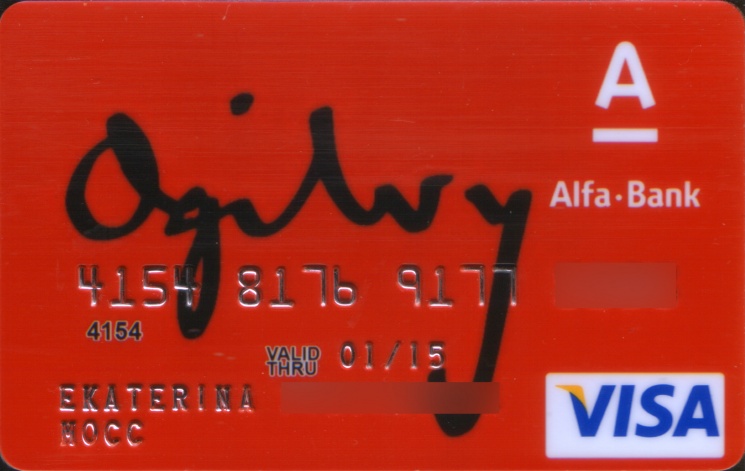 A
Ogilvy
Alfa·Bank
4154 8176 9177
4154
VALID THRU 01/15
EKATERINA
MOCC
VISA